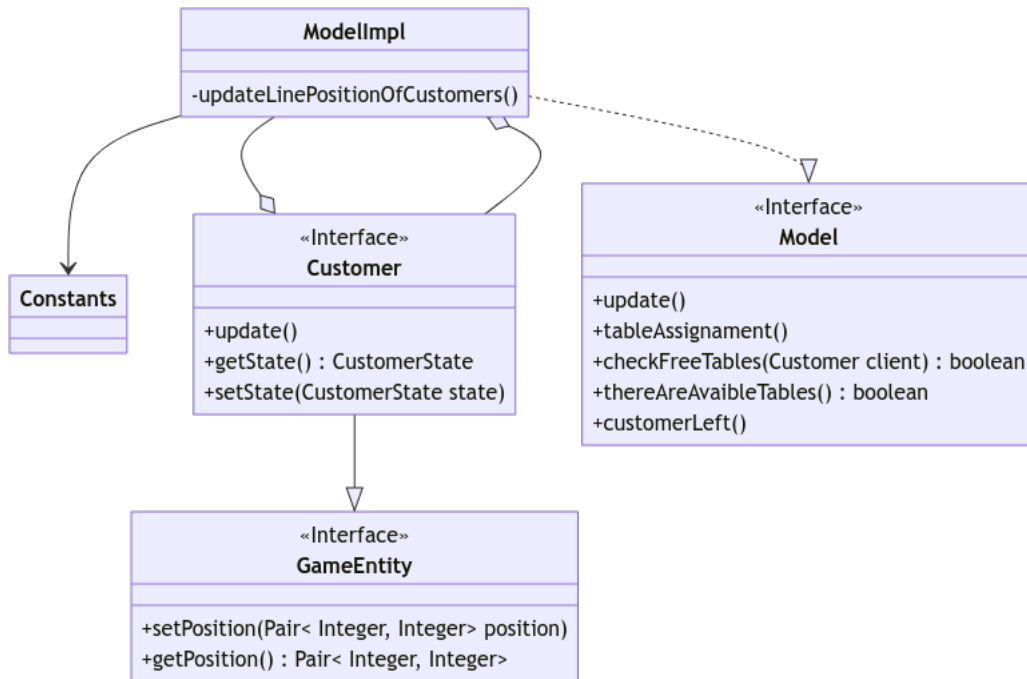 ModelImpl
-updateLinePositionOfCustomers()
«Interface»
Customer
+update()
+getState() : CustomerState
+setState(CustomerState state)
«Interface»
Model
+update()
+tableAssignament()
+checkFreeTables(Customer client) : boolean
+thereAreAvaibleTables() : boolean
+customerLeft()
Constants
«Interface»
GameEntity
+setPosition(Pair< Integer, Integer> position)
+getPosition() : Pair< Integer, Integer>